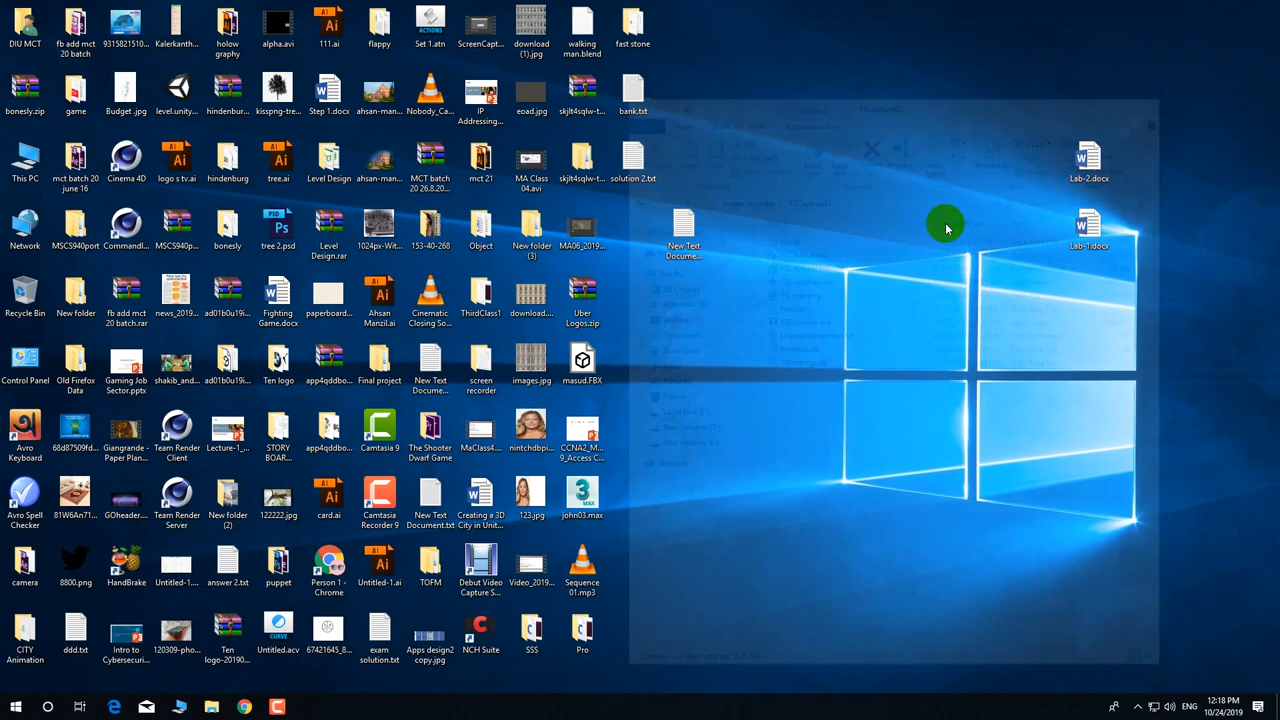 DIU MCT
fb add mct
20 batch
9315821510...
Kalerkanth...
holow
graphy
alpha.avi
111.ai
flappy
Set 1.atn
ScreenCapt...
download
(1).jpg
walking
man.blend
fast stone
bonesly.zip
game
Budget .jpg
level.unity...
hindenbur...
kisspng-tre...
Step 1.docx
ahsan-man...
Nobody_Ca...
IP
Addressing...
eoad.jpg
skjlt4sqlw-t...
bank.txt
This PC
mct batch 20
june 16
Cinema 4D
logo s tv.ai
hindenburg
tree.ai
Level Design
ahsan-man...
MCT batch
20 26.8.20...
mct 21
MA Class
04.avi
skjlt4sqlw-t...
solution 2.txt
Lab-2.docx
Network
MSCS940port
Commandl...
MSCS940p...
bonesly
tree 2.psd
Level
Design.rar
1024px-Wit...
153-40-268
Object
New folder
(3)
MA06_2019...
New Text
Docume...
Lab-1.docx
Recycle Bin
New folder
fb add mct
20 batch.rar
news_2019...
ad01b0u19i...
Fighting
Game.docx
paperboard...
Ahsan
Manzil.ai
Cinematic
Closing So...
ThirdClass1
download....
Uber
Logos.zip
Control Panel
Old Firefox
Data
Gaming Job
Sector.pptx
shakib_and...
ad01b0u19i...
Ten logo
app4qddbo...
Final project
New Text
Docume...
screen
recorder
images.jpg
masud.FBX
Avro
Keyboard
68d87509fd...
Giangrande -
Paper Plan...
Team Render
Client
Lecture-1_...
STORY
BOAR...
app4qddbo...
Camtasia 9
The Shooter
Dwarf Game
MaClass4....
nintchdbpi...
CCNA2_M...
9_Access C...
Avro Spell
Checker
81W6An71...
GOheader....
Team Render
Server
New folder
(2)
122222.jpg
card.ai
Camtasia
Recorder 9
New Text
Document.txt
Creating a 3D
City in Unit...
123.jpg
john03.max
camera
8800.png
HandBrake
Untitled-1....
answer 2.txt
puppet
Person 1 -
Chrome
Untitled-1.ai
TOFM
Debut Video
Capture S...
Video_2019...
Sequence
01.mp3
CITY
Animation
ddd.txt
Intro to
Cybersecuri...
120309-pho...
Ten
logo-20190...
Untitled.acv
67421645_8...
exam
solution.txt
Apps design2
copy.jpg
NCH Suite
SSS
Pro
ENG
12:18 PM
10/24/2019